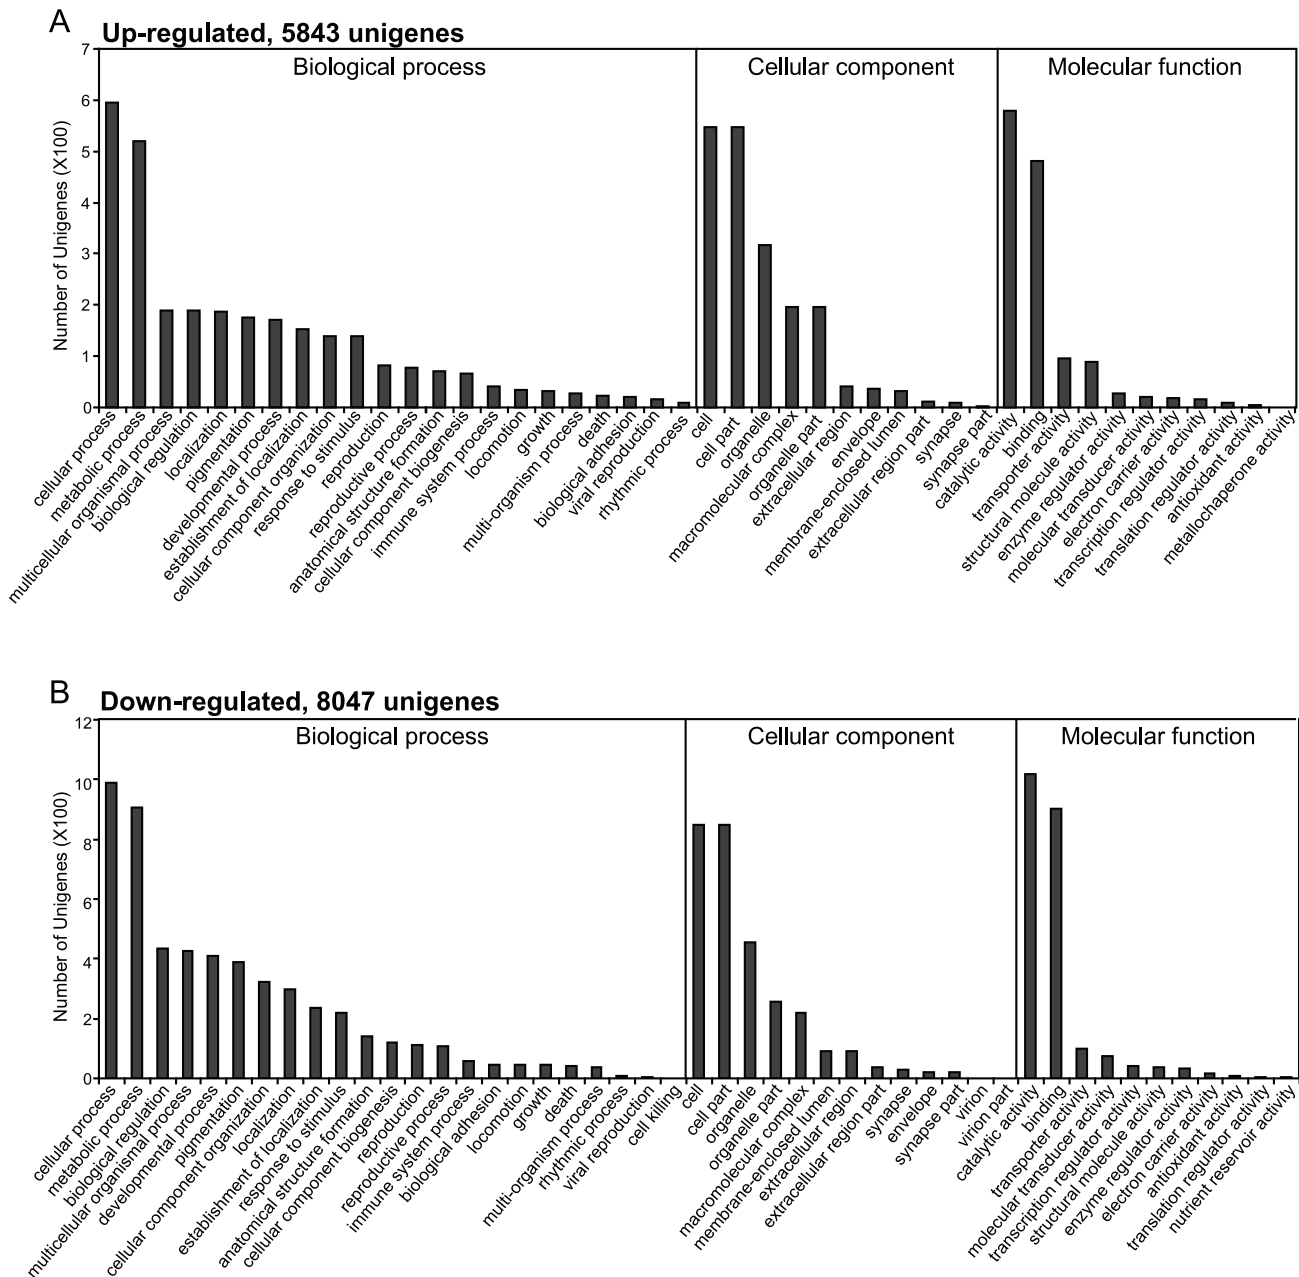 A
Up-regulated, 5843 unigenes
Biological process
Cellular component
Molecular function
Number of Unigenes (X100)
7
6
5
4
3
2
1
0
cellular process
metabolic process
multicellular organismal process
biological regulation
localization
pigmentation
developmental process
establishment of localization
cellular component organization
response to stimulus
reproduction
reproductive process
anatomical structure formation
cellular component biogenesis
immune system process
locomotion
growth
multi-organism process
death
biological adhesion
viral reproduction
rhythmic process
cell
cell part
organelle
macromolecular complex
organelle part
extracellular region
envelope
membrane-enclosed lumen
extracellular region part
synapse
synapse part
catalytic activity
binding
transporter activity
structural molecule activity
enzyme regulator activity
molecular transducer activity
electron carrier activity
transcription regulator activity
translation regulator activity
antioxidant activity
metallochaperone activity
B
Down-regulated, 8047 unigenes
Biological process
Cellular component
Molecular function
Number of Unigenes (X100)
12
10
8
6
4
2
0
cellular process
metabolic process
biological regulation
multicellular organismal process
developmental process
pigmentation
cellular component organization
localization
establishment of localization
response to stimulus
anatomical structure formation
cellular component biogenesis
reproduction
reproductive process
immune system process
biological adhesion
locomotion
growth
death
multi-organism process
rhythmic process
viral reproduction
cell killing
cell
cell part
organelle
organelle part
macromolecular complex
membrane-enclosed lumen
extracellular region
extracellular region part
synapse
envelope
synapse part
virion
virion part
catalytic activity
binding
transporter activity
molecular transducer activity
transcription regulator activity
structural molecule activity
enzyme regulator activity
electron carrier activity
antioxidant activity
translation regulator activity
nutrient reservoir activity